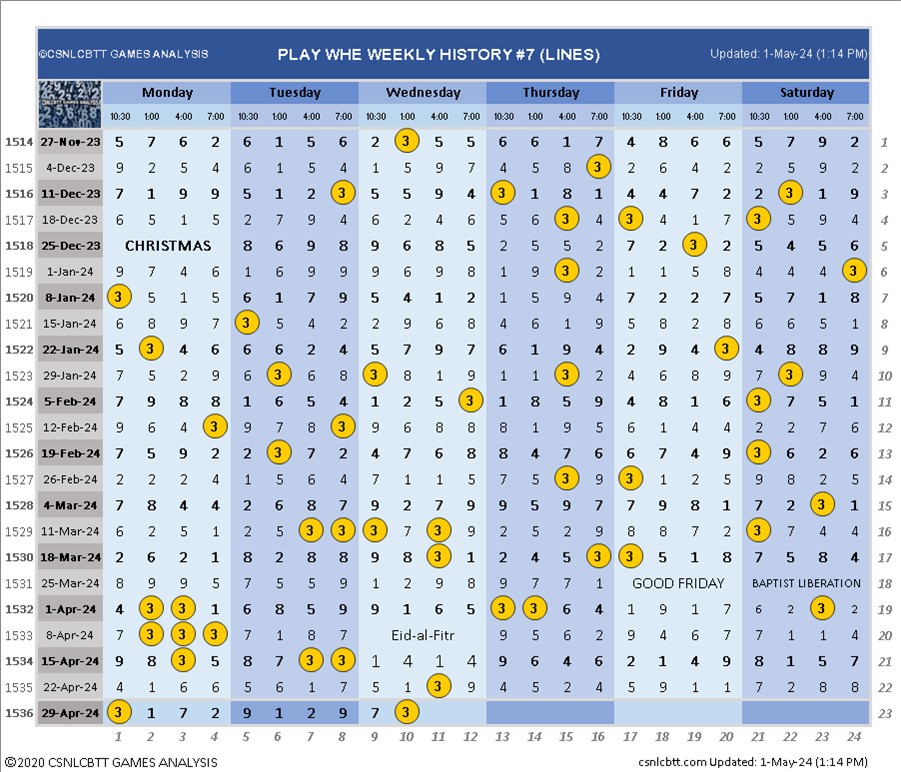 ©CSNLCBTT GAMES ANALYSIS PLAY WHE WEEKLY HISTORY #7 (LINES) Updated: 1-May-24 (1:14 PM)
Monday Tuesday Wednesday Thursday Friday Saturday
10:30 1:00 4:00 7:00 10:30 1:00 4:00 7:00 10:30 1:00 4:00 7:00 10:30 1:00 4:00 7:00 10:30 1:00 4:00 7:00 10:30 1:00 4:00 7:00
1514 27-Nov-23 5 7 6 2 6 1 5 6 2 3 5 5 6 6 1 7 4 8 6 6 5 7 9 2 1
1515 4-Dec-23 9 2 5 4 6 1 5 4 1 5 9 7 4 5 8 3 2 6 4 2 2 5 9 2 2
1516 11-Dec-23 7 1 9 9 5 1 2 3 5 5 9 4 3 1 8 1 4 4 7 2 2 3 1 9 3
1517 18-Dec-23 6 5 1 5 2 7 9 4 6 2 4 6 5 6 3 4 3 4 1 7 3 5 9 4 4
1518 25-Dec-23 CHRISTMAS 8 6 9 8 9 6 8 5 2 5 5 2 7 2 3 2 5 4 5 6 5
1519 1-Jan-24 9 7 4 6 1 6 9 9 9 6 9 8 1 9 3 2 1 1 5 8 4 4 4 3 6
1520 8-Jan-24 3 5 1 5 6 1 7 9 5 4 1 2 1 5 9 4 7 2 2 7 5 7 1 8 7
1521 15-Jan-24 6 8 9 7 3 5 4 2 2 9 6 8 4 6 1 9 5 8 2 8 6 6 5 1 8
1522 22-Jan-24 5 3 4 6 6 6 2 4 5 7 9 7 6 1 9 4 2 9 4 3 4 8 8 9 9
1523 29-Jan-24 7 5 2 9 6 3 6 8 3 8 1 9 1 1 3 2 4 6 8 9 7 3 9 4 10
1524 5-Feb-24 7 9 8 8 1 6 5 4 1 2 5 3 1 8 5 9 4 8 1 6 3 7 5 1 11
1525 12-Feb-24 9 6 4 3 9 7 8 3 9 8 7 8 8 1 9 5 6 4 1 2 2 2 7 6 12
1526 19-Feb-24 7 5 9 2 2 3 7 2 4 7 6 8 8 4 7 6 6 7 4 9 3 6 2 6 13
1527 26-Feb-24 2 2 2 4 1 5 6 4 7 1 1 5 7 5 3 9 3 1 2 5 9 8 2 5 14
1528 4-Mar-24 7 8 4 4 2 6 8 7 9 2 7 9 9 5 9 7 7 9 8 1 7 2 3 1 15
1529 11-Mar-24 6 2 5 1 2 5 3 3 3 7 3 9 2 5 2 9 8 8 7 2 3 7 4 4 16
1530 18-Mar-24 2 6 2 1 8 2 8 8 9 8 3 1 2 4 5 3 3 5 1 8 7 5 8 4 17
1531 25-Mar-24 8 9 9 5 7 5 5 9 1 2 9 8 9 7 7 1 GOOD FRIDAY BAPTIST LIBERATION 18
1532 1-Apr-24 4 3 3 1 6 8 5 9 9 1 6 5 3 3 6 4 1 9 1 7 6 2 3 2 19
1533 8-Apr-24 7 3 3 3 7 1 8 7 Eid-al-Fitr 9 5 6 2 9 4 6 7 7 1 1 4 20
1534 15-Apr-24 9 8 3 5 8 7 3 3 1 4 1 4 9 6 4 6 2 1 4 9 8 1 5 7 21
1535 22-Apr-24 4 1 6 6 5 6 1 7 5 1 3 9 4 5 2 4 5 9 1 1 7 2 8 8 22
1536 29-Apr-24 3 1 7 2 9 1 2 9 7 3 23
1 2 3 4 5 6 7 8 9 10 11 12 13 14 15 16 17 18 19 20 21 22 23 24
©2020 CSNLCBTT GAMES ANALYSIS csnlcbtt.com Updated: 1-May-24 (1:14 PM)